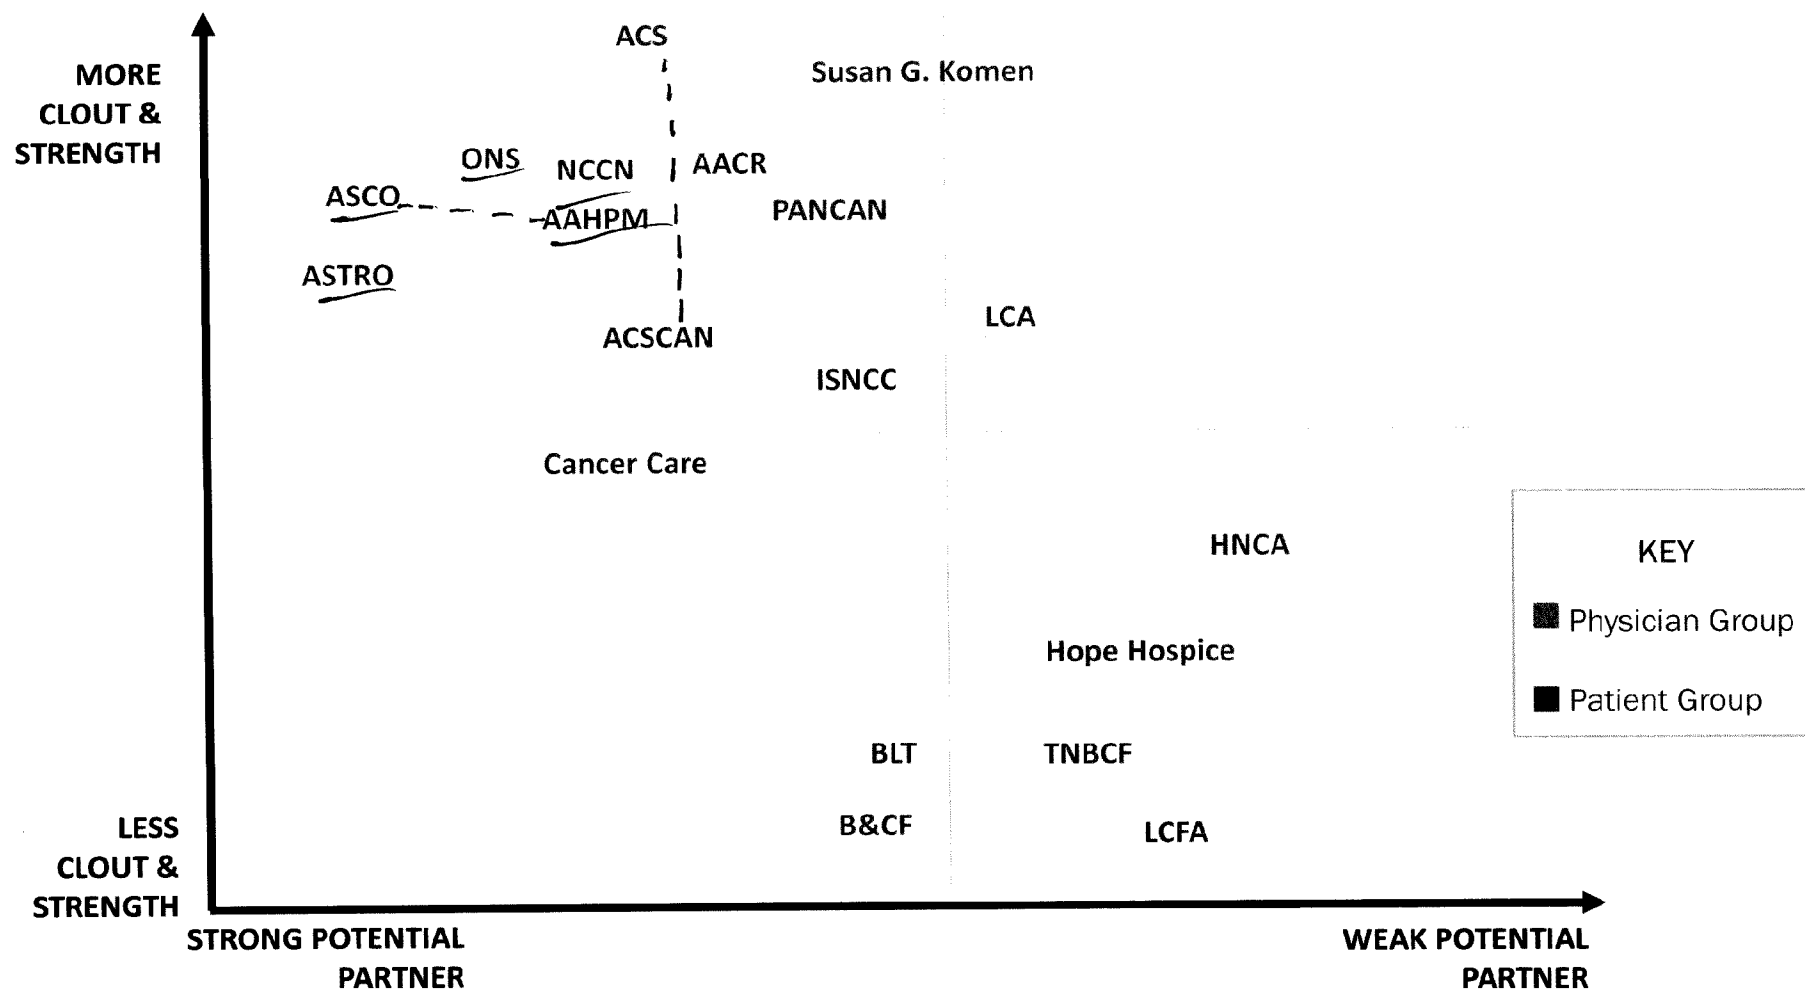 ACS
MORE
CLOUT &
STRENGTH
Susan G. Komen
ONS
NCCN
AACR
ASCO
AAHPM
PANCAN
ASTRO
ACSCAN
LCA
ISNCC
Cancer Care
HNCA
KEY
Physician Group
Patient Group
Hope Hospice
BLT
TNBCF
B&CF
LCFA
LESS
CLOUT &
STRENGTH
STRONG POTENTIAL
PARTNER
WEAK POTENTIAL
PARTNER